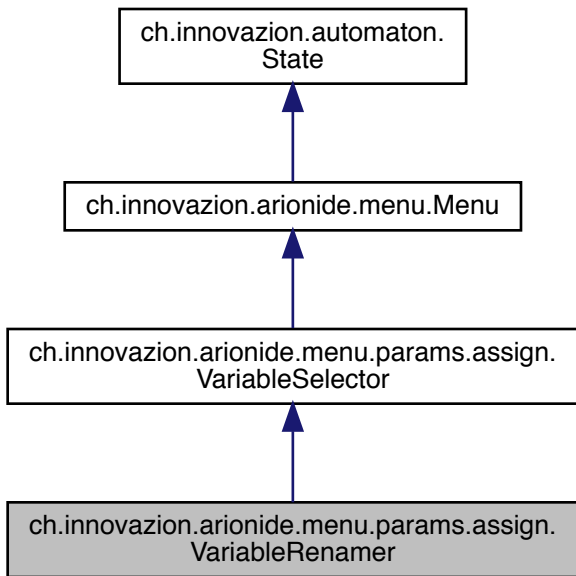 ch.innovazion.automaton.
State
ch.innovazion.arionide.menu.Menu
ch.innovazion.arionide.menu.params.assign.
VariableSelector
ch.innovazion.arionide.menu.params.assign.
VariableRenamer